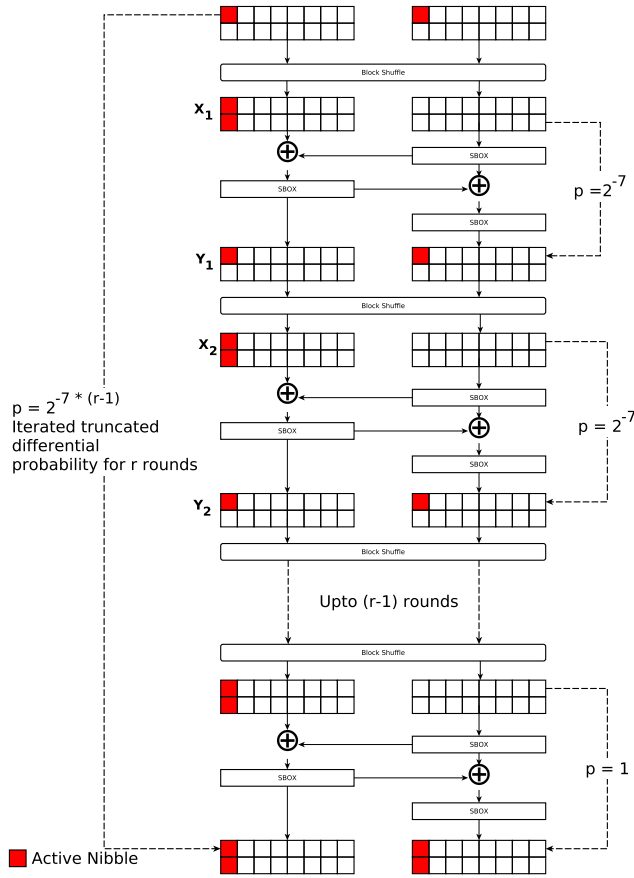 Block Shuffle
X1
SBOX
SBOX
p =2^-7
SBOX
Y1
Block Shuffle
X2
SBOX
p = 2^-7 * (r-1)
Iterated truncated
differential
probability for r rounds
SBOX
p = 2^-7
SBOX
Y2
Block Shuffle
Upto (r-1) rounds
Block Shuffle
SBOX
SBOX
p = 1
SBOX
Active Nibble